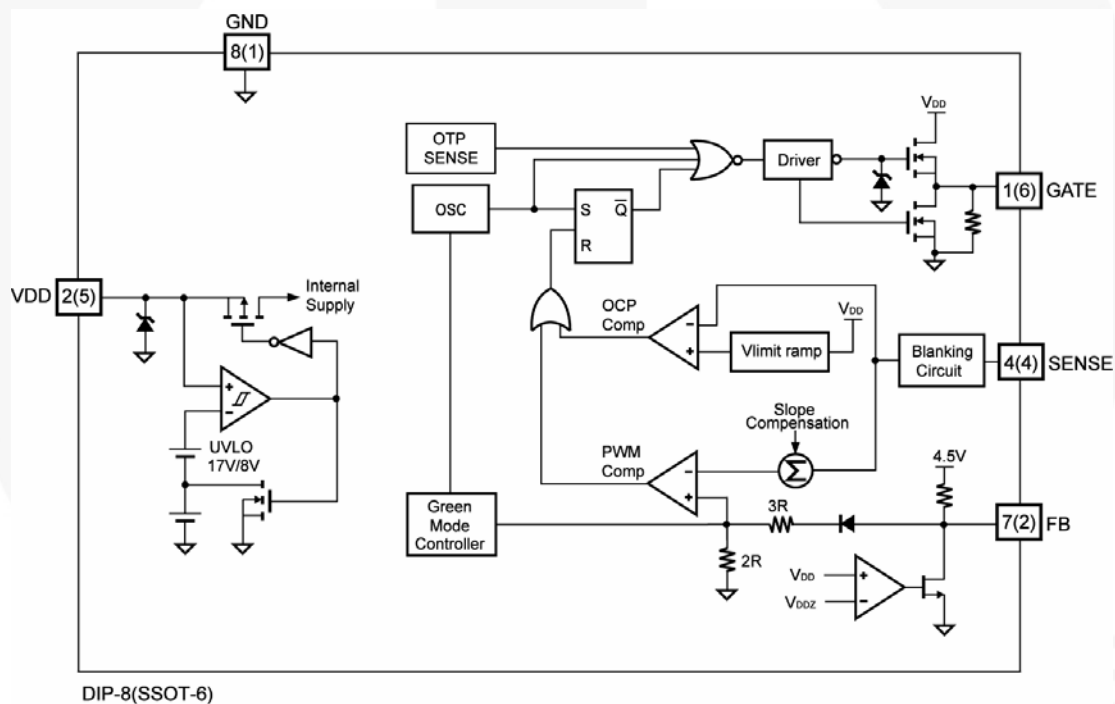 GND
8(1)
OTP
SENSE
OSC
S
Q
R
Driver
VDD
1(6)
GATE
VDD
2(5)
Internal
Supply
+
-
UVLO
17V/8V
OCP
Comp
-
+
Vlimit ramp
VDD
Blanking
Circuit
4(4)
SENSE
Slope
Compensation
Σ
PWM
Comp
-
+
4.5V
Green
Mode
Controller
3R
2R
7(2)
FB
VDD
+
VDDZ
-
DIP-8(SSOT-6)